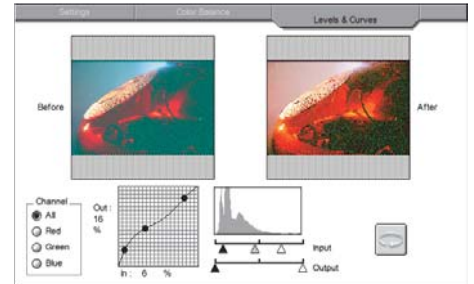 Settings
Color Balance
Levels & Curves
Before
After
Channel
All
Red
Green
Blue
Out :
16
%
In : 6 %
Input
Output